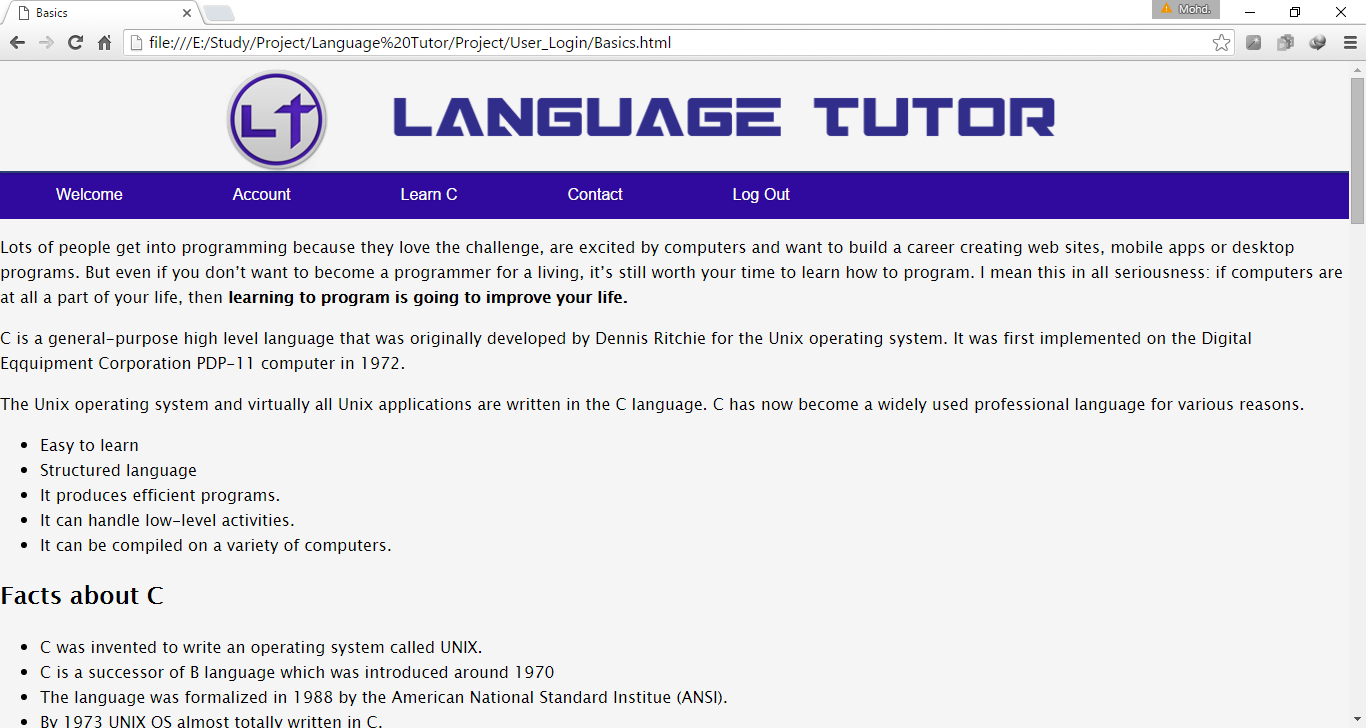 Basics
Mohd.
file:///E:/Study/Project/Language%20Tutor/Project/User_Login/Basics.html
LT LANGUAGE TUTOR
Welcome Account Learn C Contact Log Out
Lots of people get into programming because they love the challenge, are excited by computers and want to build a career creating web sites, mobile apps or desktop
programs. But even if you don’t want to become a programmer for a living, it’s still worth your time to learn how to program. I mean this in all seriousness: if computers are
at all a part of your life, then learning to program is going to improve your life.
C is a general-purpose high level language that was originally developed by Dennis Ritchie for the Unix operating system. It was first implemented on the Digital
Eqquipment Corporation PDP-11 computer in 1972.
The Unix operating system and virtually all Unix applications are written in the C language. C has now become a widely used professional language for various reasons.
Easy to learn
Structured language
It produces efficient programs.
It can handle low-level activities.
It can be compiled on a variety of computers.
Facts about C
C was invented to write an operating system called UNIX.
C is a successor of B language which was introduced around 1970
The language was formalized in 1988 by the American National Standard Institue (ANSI).
By 1973 UNIX OS almost totally written in C.